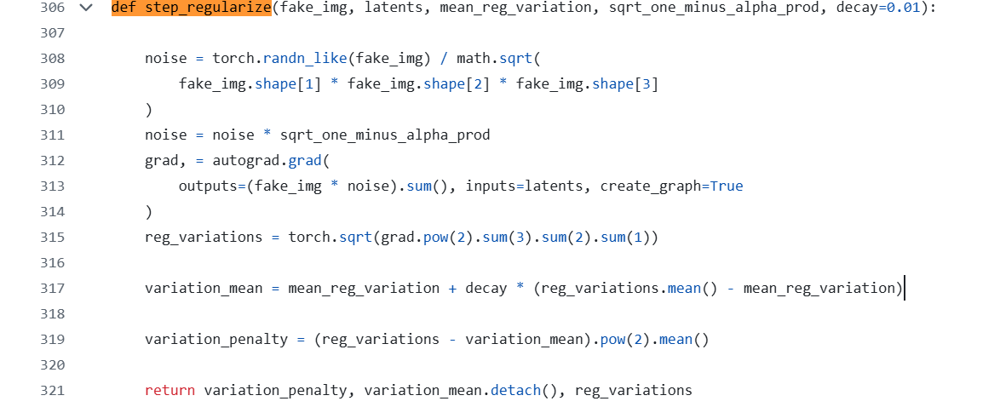 306 def step_regularize(fake_img, latents, mean_reg_variation, sqrt_one_minus_alpha_prod, decay=0.01):
307
308 noise = torch.randn_like(fake_img) / math.sqrt(
309 fake_img.shape[1] * fake_img.shape[2] * fake_img.shape[3]
310 )
311 noise = noise * sqrt_one_minus_alpha_prod
312 grad, = autograd.grad(
313 outputs=(fake_img * noise).sum(), inputs=latents, create_graph=True
314 )
315 reg_variations = torch.sqrt(grad.pow(2).sum(3).sum(2).sum(1))
316
317 variation_mean = mean_reg_variation + decay * (reg_variations.mean() - mean_reg_variation)
318
319 variation_penalty = (reg_variations - variation_mean).pow(2).mean()
320
321 return variation_penalty, variation_mean.detach(), reg_variations